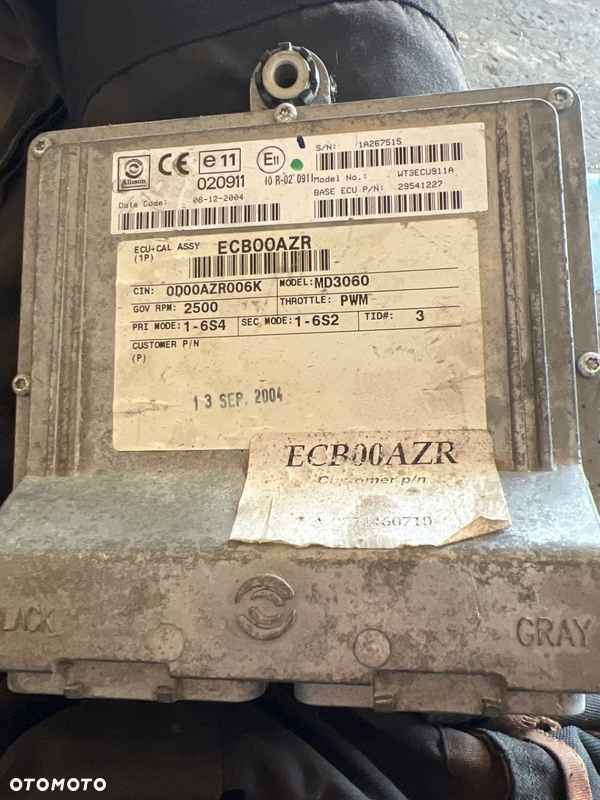 S/N: 1A267515
Allison
CE e11 E11
020911 10 R-02 0911 Model No.: WT3ECU911A
Date Code: 06-12-2004 BASE ECU P/N: 29541227
ECU+CAL ASSY ECB00AZR
(1P)
CIN: 0D00AZR006K MODEL: MD3060
GOV RPM: 2500 THROTTLE: PWM
PRI MODE: 1-6S4 SEC MODE: 1-6S2 TID#: 3
CUSTOMER P/N
(P)
13 SEP. 2004
ECB00AZR
Customer p/n
LACK GRAY
OTOMOTO